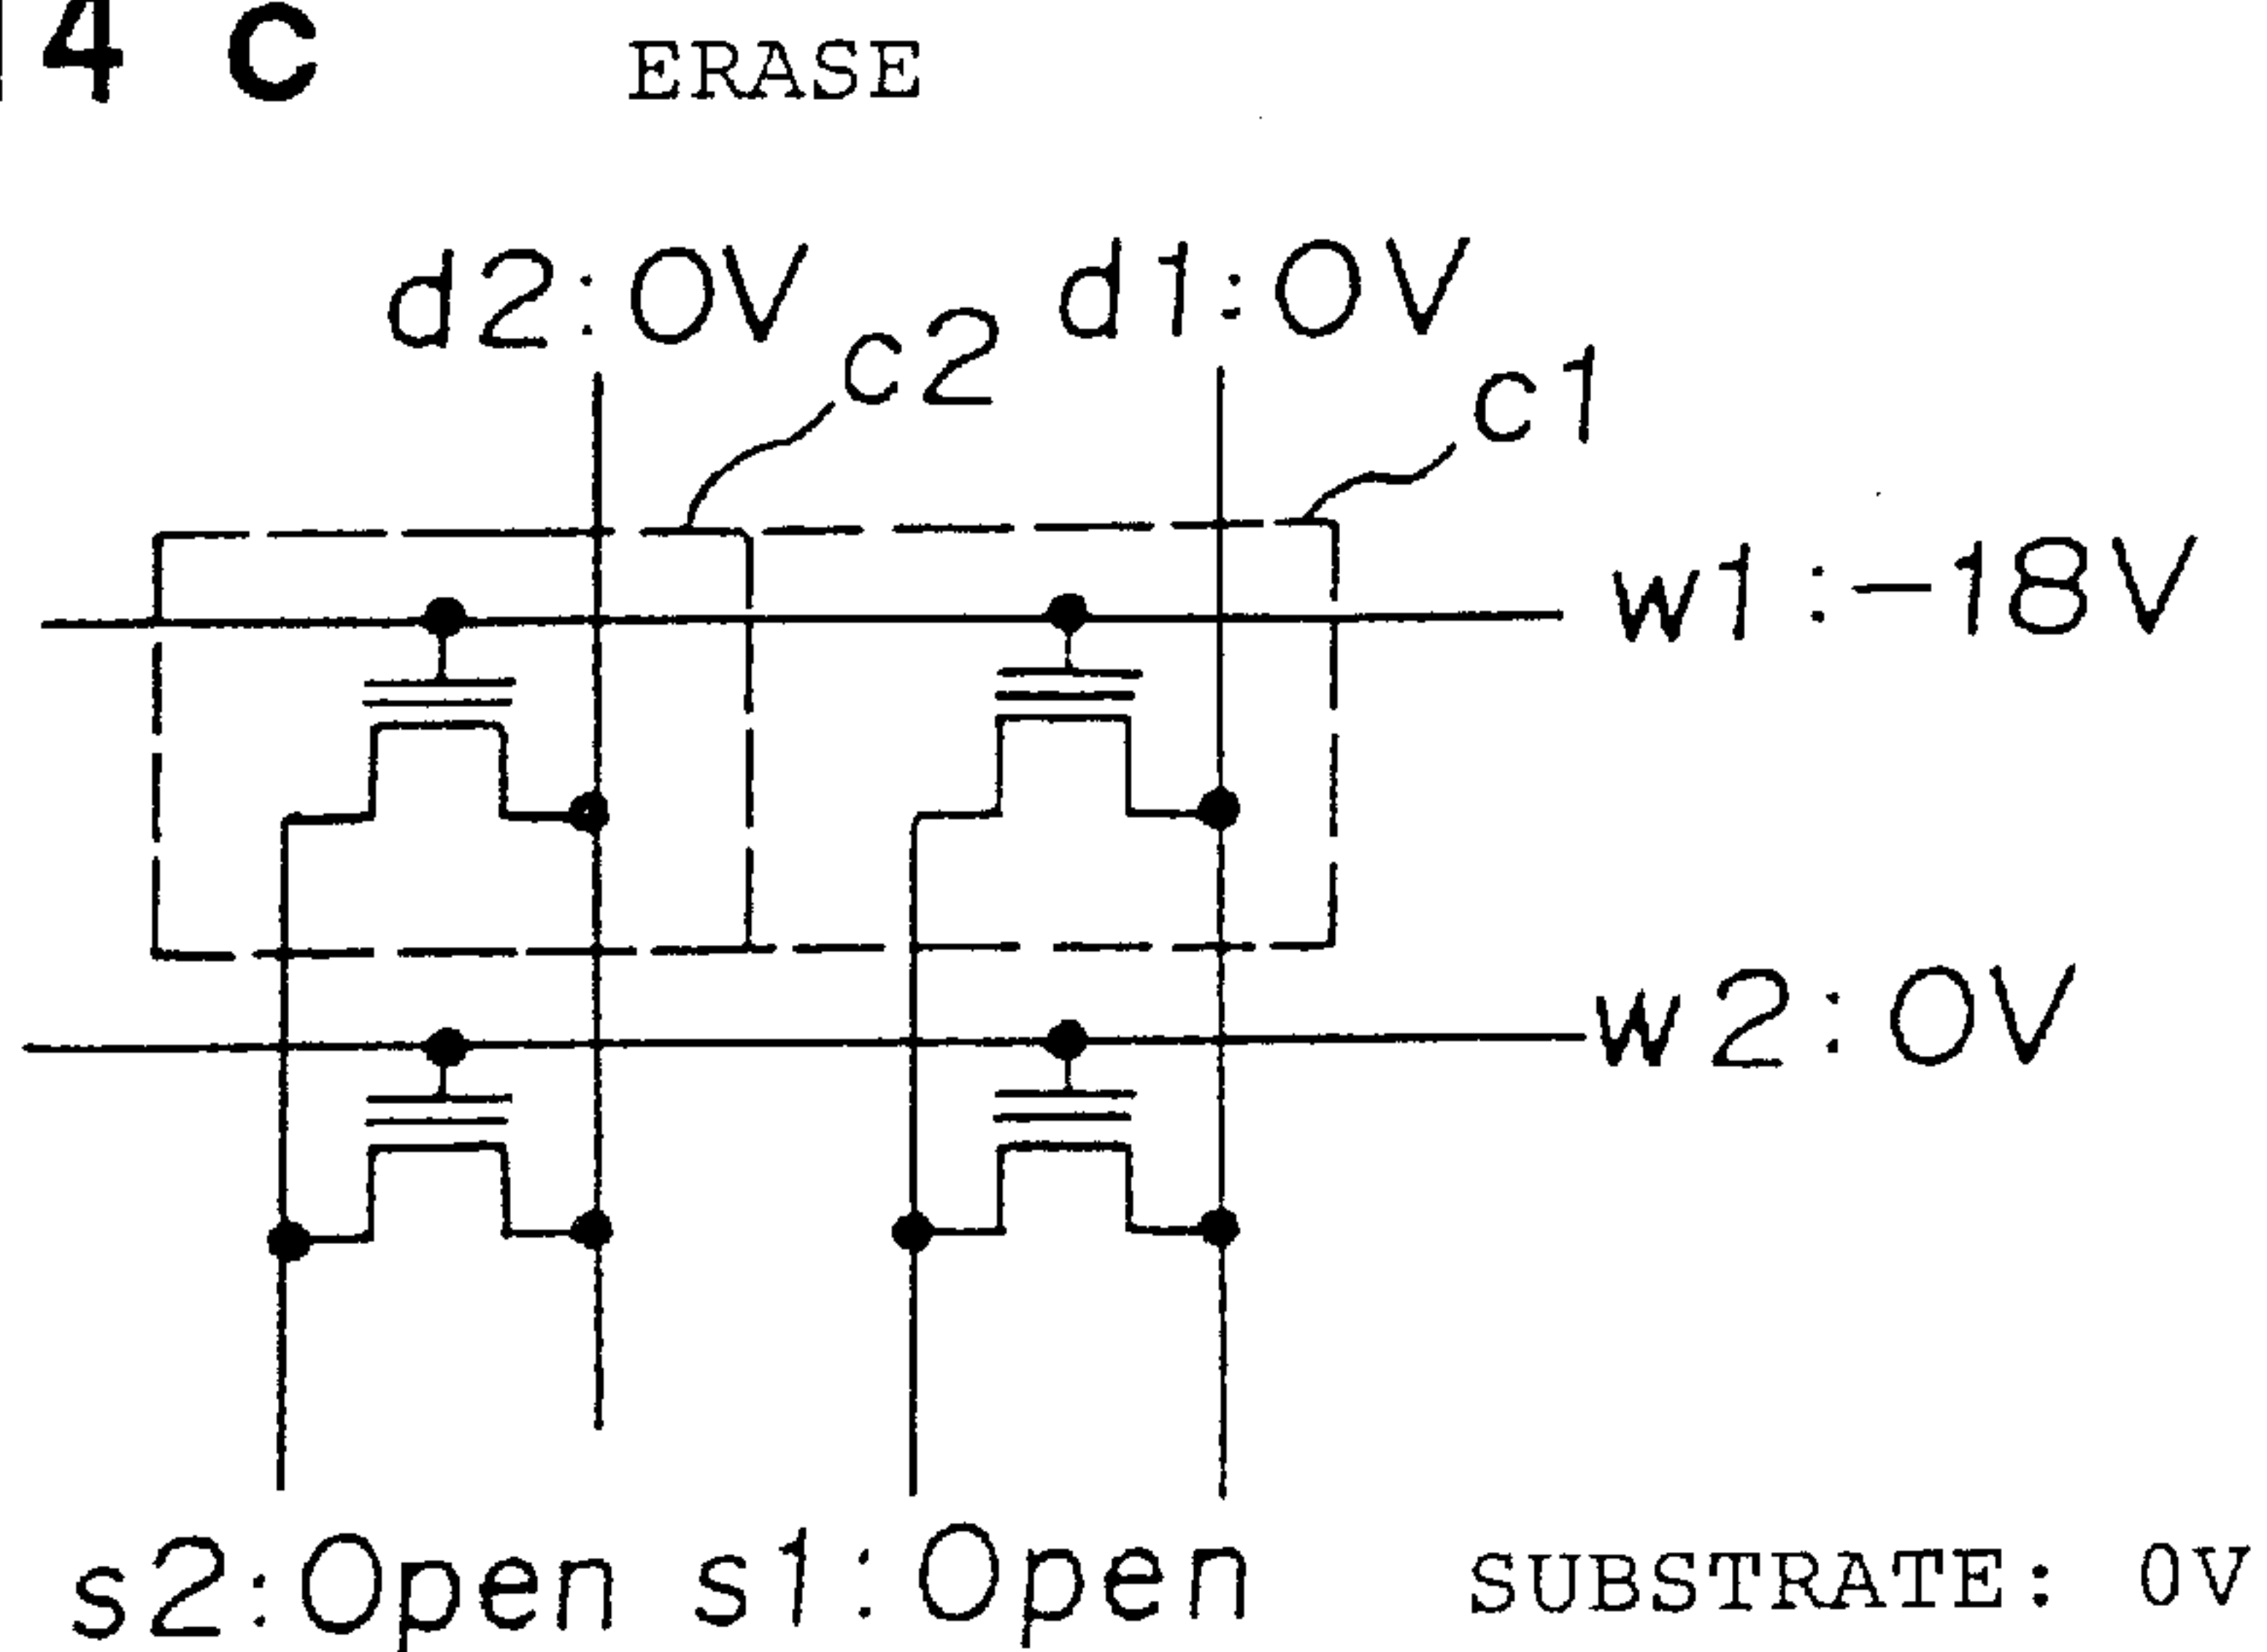 4 C ERASE
d2:0V d1:0V
c2
c1
w1:-18V
w2:0V
s2:Open s1:Open SUBSTRATE: 0V